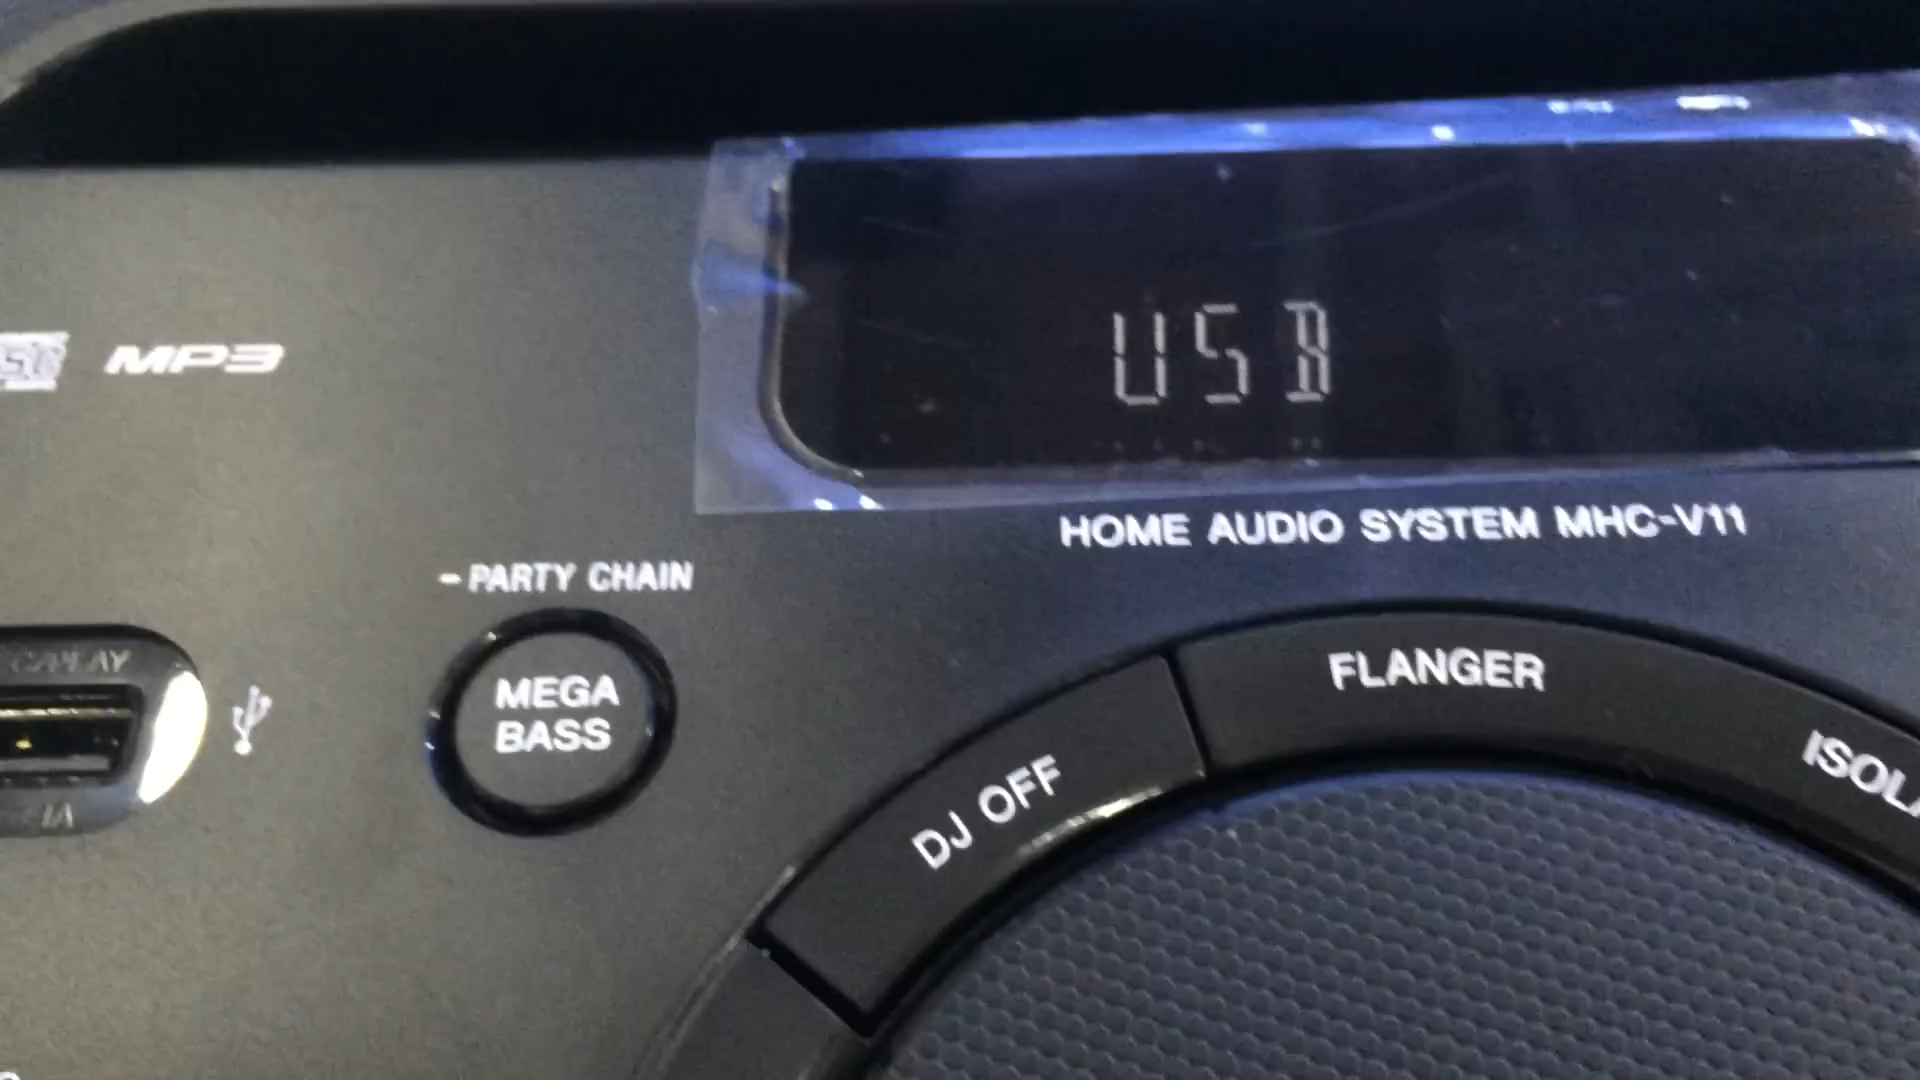 USB
MP3
HOME AUDIO SYSTEM MHC-V11
- PARTY CHAIN
MEGA
BASS
FLANGER
DJ OFF